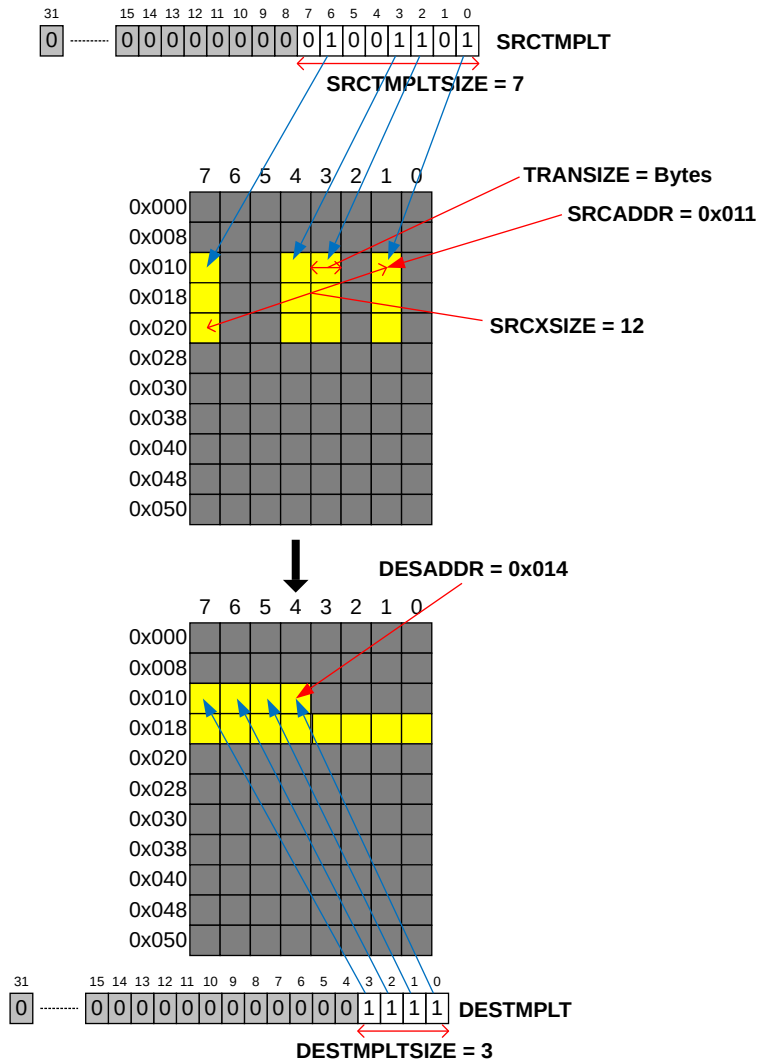 31 15 14 13 12 11 10 9 8 7 6 5 4 3 2 1 0
0 0 0 0 0 0 0 0 0 0 1 0 0 1 1 0 1 SRCTMPLT
SRCTMPLTSIZE = 7
TRANSIZE = Bytes
7 6 5 4 3 2 1 0
0x000
SRCADDR = 0x011
0x008
0x010
0x018
SRCXSIZE = 12
0x020
0x028
0x030
0x038
0x040
0x048
0x050
DESADDR = 0x014
7 6 5 4 3 2 1 0
0x000
0x008
0x010
0x018
0x020
0x028
0x030
0x038
0x040
0x048
0x050
31 15 14 13 12 11 10 9 8 7 6 5 4 3 2 1 0
0 0 0 0 0 0 0 0 0 0 0 0 0 1 1 1 1 DESTMPLT
DESTMPLTSIZE = 3